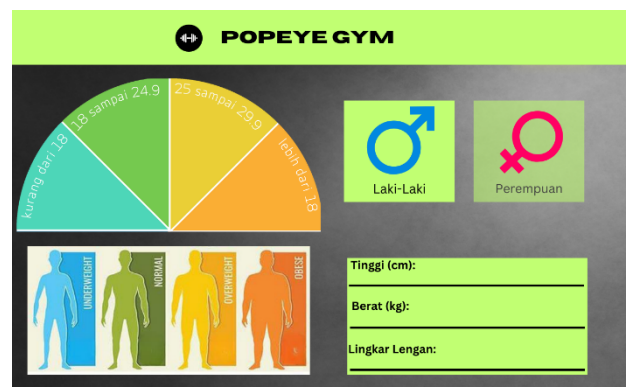 POPEYE GYM
kurang dari 18
18 sampai 24.9
25 sampai 29.9
lebih dari 18
Laki-Laki
Perempuan
UNDERWEIGHT
NORMAL
OVERWEIGHT
OBESE
Tinggi (cm):
Berat (kg):
Lingkar Lengan: